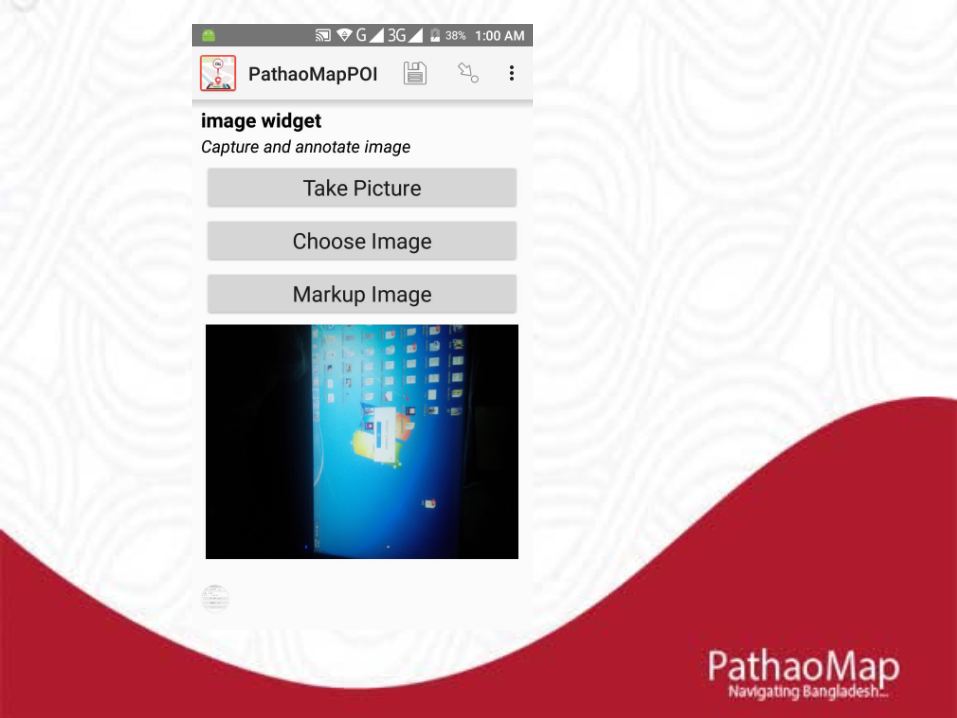 G 3G 38% 1:00 AM
PathaoMapPOI
image widget
Capture and annotate image
Take Picture
Choose Image
Markup Image
PathaoMap
Navigating Bangladesh...